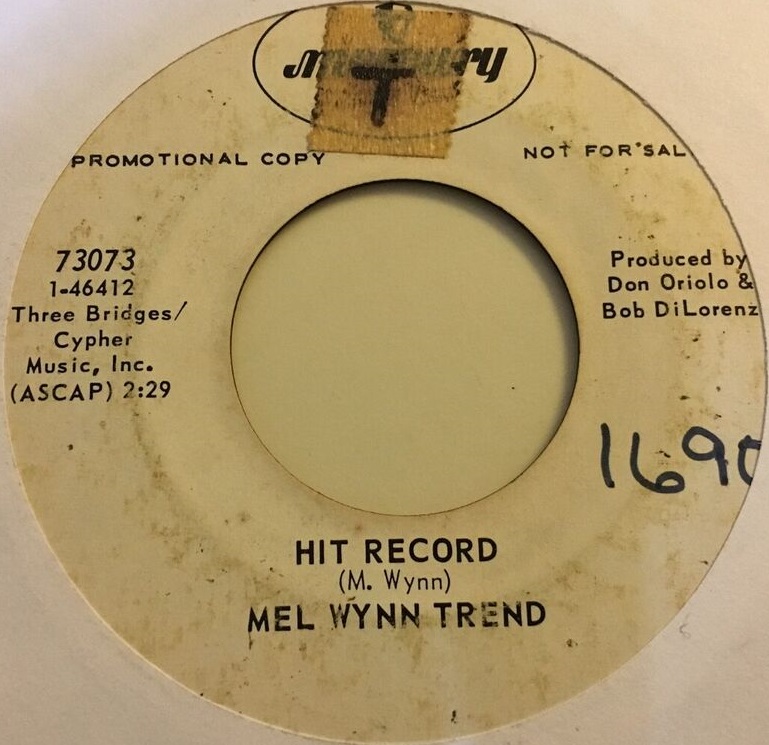 Mercury
T
PROMOTIONAL COPY
NOT FOR SAL
73073
1-46412
Three Bridges/
Cypher
Music, Inc.
(ASCAP) 2:29
Produced by
Don Oriolo &
Bob DiLorenz
1690
HIT RECORD
(M. Wynn)
MEL WYNN TREND